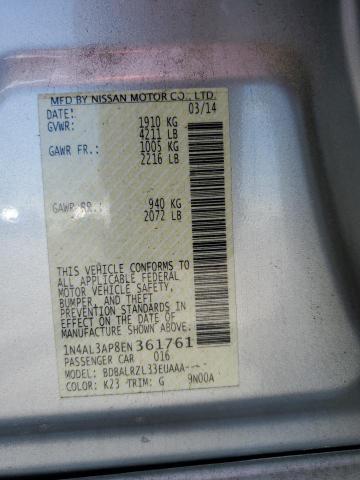 MFD BY NISSAN MOTOR CO., LTD.
DATE: 03/14
GVWR: 1910 KG
4211 LB
GAWR FR.: 1005 KG
2216 LB
GAWR RR.: 940 KG
2072 LB
THIS VEHICLE CONFORMS TO
ALL APPLICABLE FEDERAL
MOTOR VEHICLE SAFETY,
BUMPER, AND THEFT
PREVENTION STANDARDS
IN EFFECT ON THE DATE OF
MANUFACTURE SHOWN ABOVE.
1N4AL3AP8EN361761
PASSENGER CAR 016
MODEL: BDBALRZL33EUAAA----
COLOR: K23 TRIM: G 9N00A